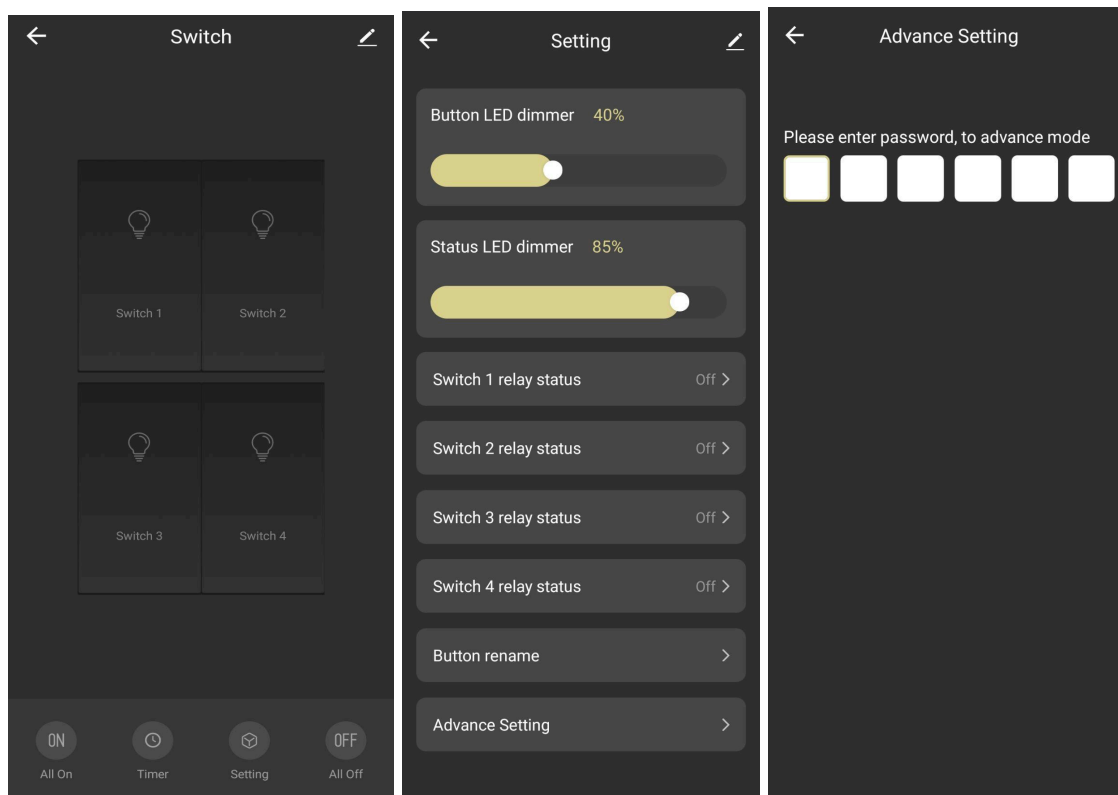 Switch
Switch 1
Switch 2
Switch 3
Switch 4
ON
OFF
All On
Timer
Setting
All Off
Setting
Button LED dimmer 40%
Status LED dimmer 85%
Switch 1 relay status Off
Switch 2 relay status Off
Switch 3 relay status Off
Switch 4 relay status Off
Button rename
Advance Setting
Advance Setting
Please enter password, to advance mode